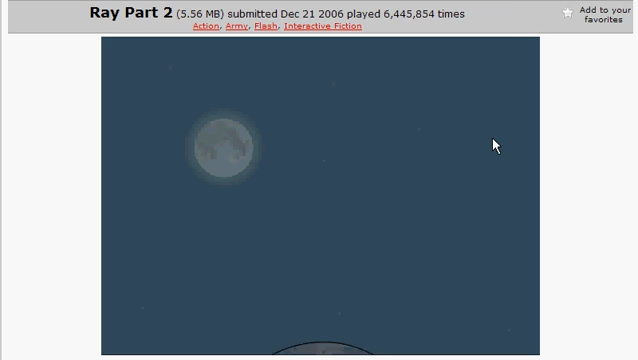 Ray Part 2 (5.56 MB) submitted Dec 21 2006 played 6,445,854 times
Action, Army, Flash, Interactive Fiction
Add to your
favorites